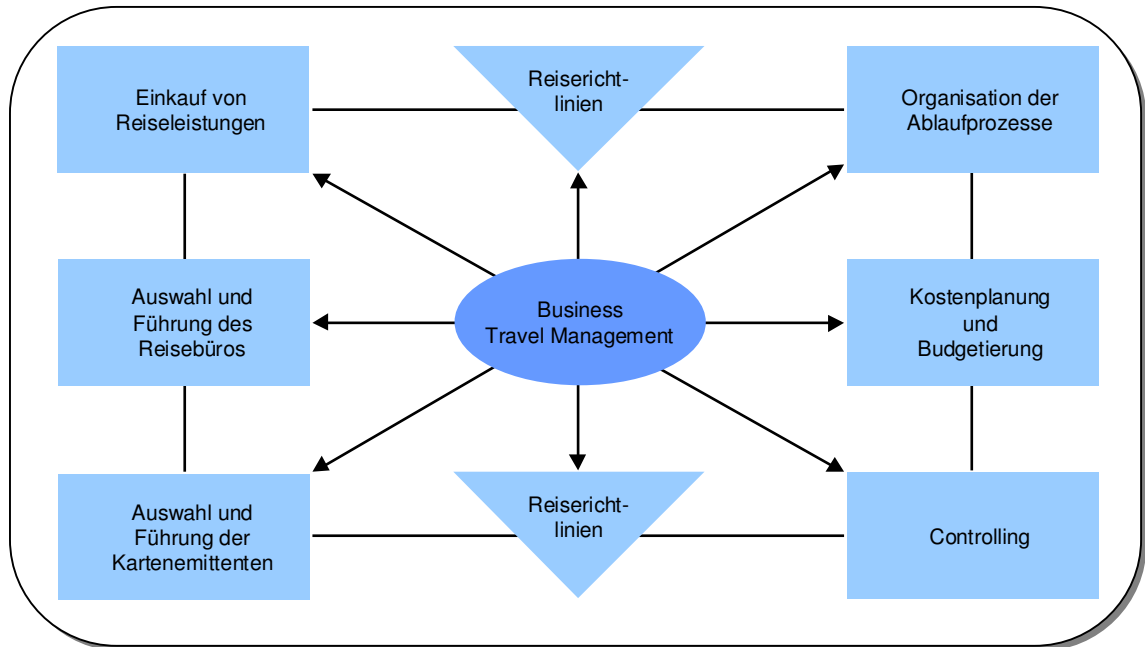 Einkauf von
Reiseleistungen
Reisericht-
linien
Organisation der
Ablaufprozesse
Auswahl und
Führung des
Reisebüros
Business
Travel Management
Kostenplanung
und
Budgetierung
Auswahl und
Führung der
Kartenemittenten
Reisericht-
linien
Controlling